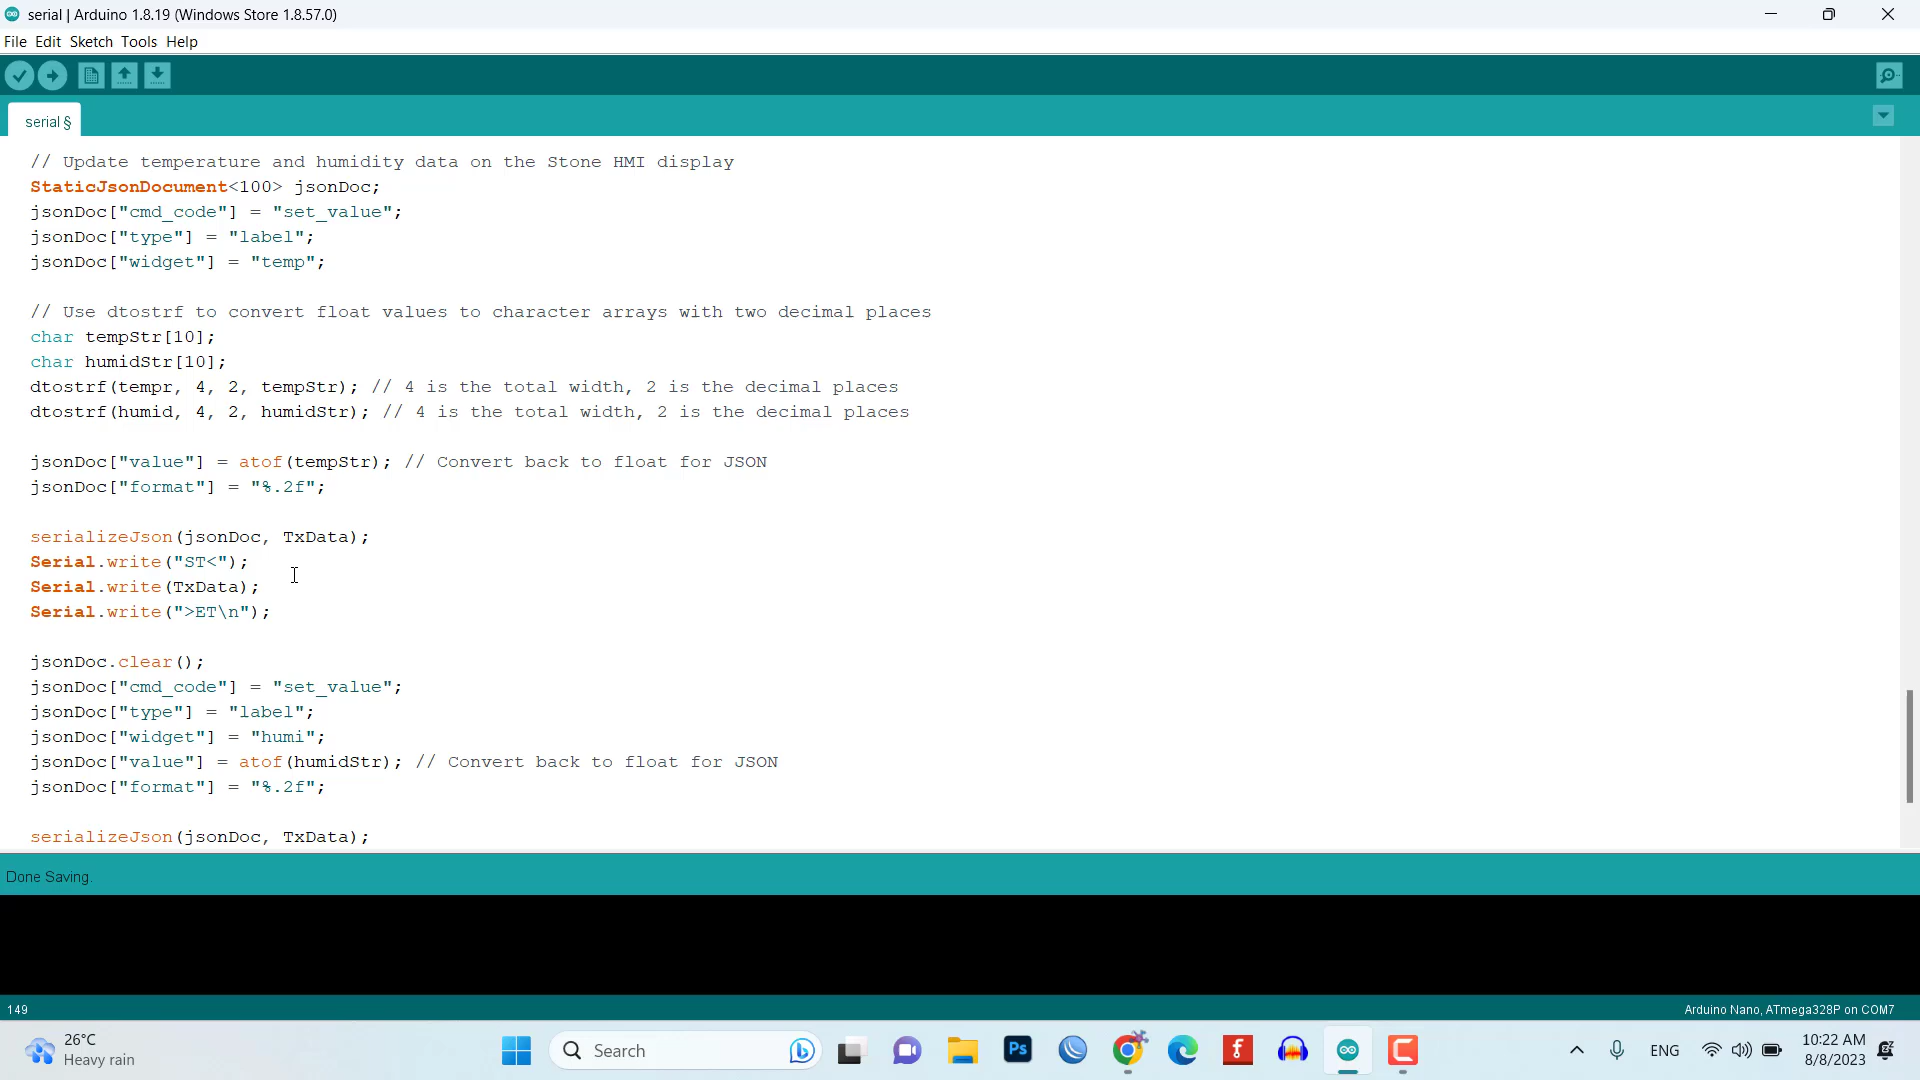 serial | Arduino 1.8.19 (Windows Store 1.8.57.0)
File Edit Sketch Tools Help
serial §
// Update temperature and humidity data on the Stone HMI display
StaticJsonDocument<100> jsonDoc;
jsonDoc["cmd_code"] = "set_value";
jsonDoc["type"] = "label";
jsonDoc["widget"] = "temp";
// Use dtostrf to convert float values to character arrays with two decimal places
char tempStr[10];
char humidStr[10];
dtostrf(tempr, 4, 2, tempStr); // 4 is the total width, 2 is the decimal places
dtostrf(humid, 4, 2, humidStr); // 4 is the total width, 2 is the decimal places
jsonDoc["value"] = atof(tempStr); // Convert back to float for JSON
jsonDoc["format"] = "%.2f";
serializeJson(jsonDoc, TxData);
Serial.write("ST<");
Serial.write(TxData);
Serial.write(">ET\n");
jsonDoc.clear();
jsonDoc["cmd_code"] = "set_value";
jsonDoc["type"] = "label";
jsonDoc["widget"] = "humi";
jsonDoc["value"] = atof(humidStr); // Convert back to float for JSON
jsonDoc["format"] = "%.2f";
serializeJson(jsonDoc, TxData);
Done Saving.
149
Arduino Nano, ATmega328P on COM7
26°C
Heavy rain
Search
Ps
ENG
10:22 AM
8/8/2023